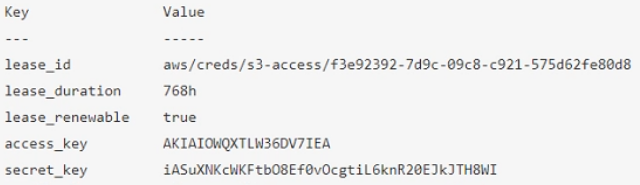 Key Value
--- -----
lease_id aws/creds/s3-access/f3e92392-7d9c-09c8-c921-575d62fe80d8
lease_duration 768h
lease_renewable true
access_key AKIAIOWQXTLW36DV7IEA
secret_key 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